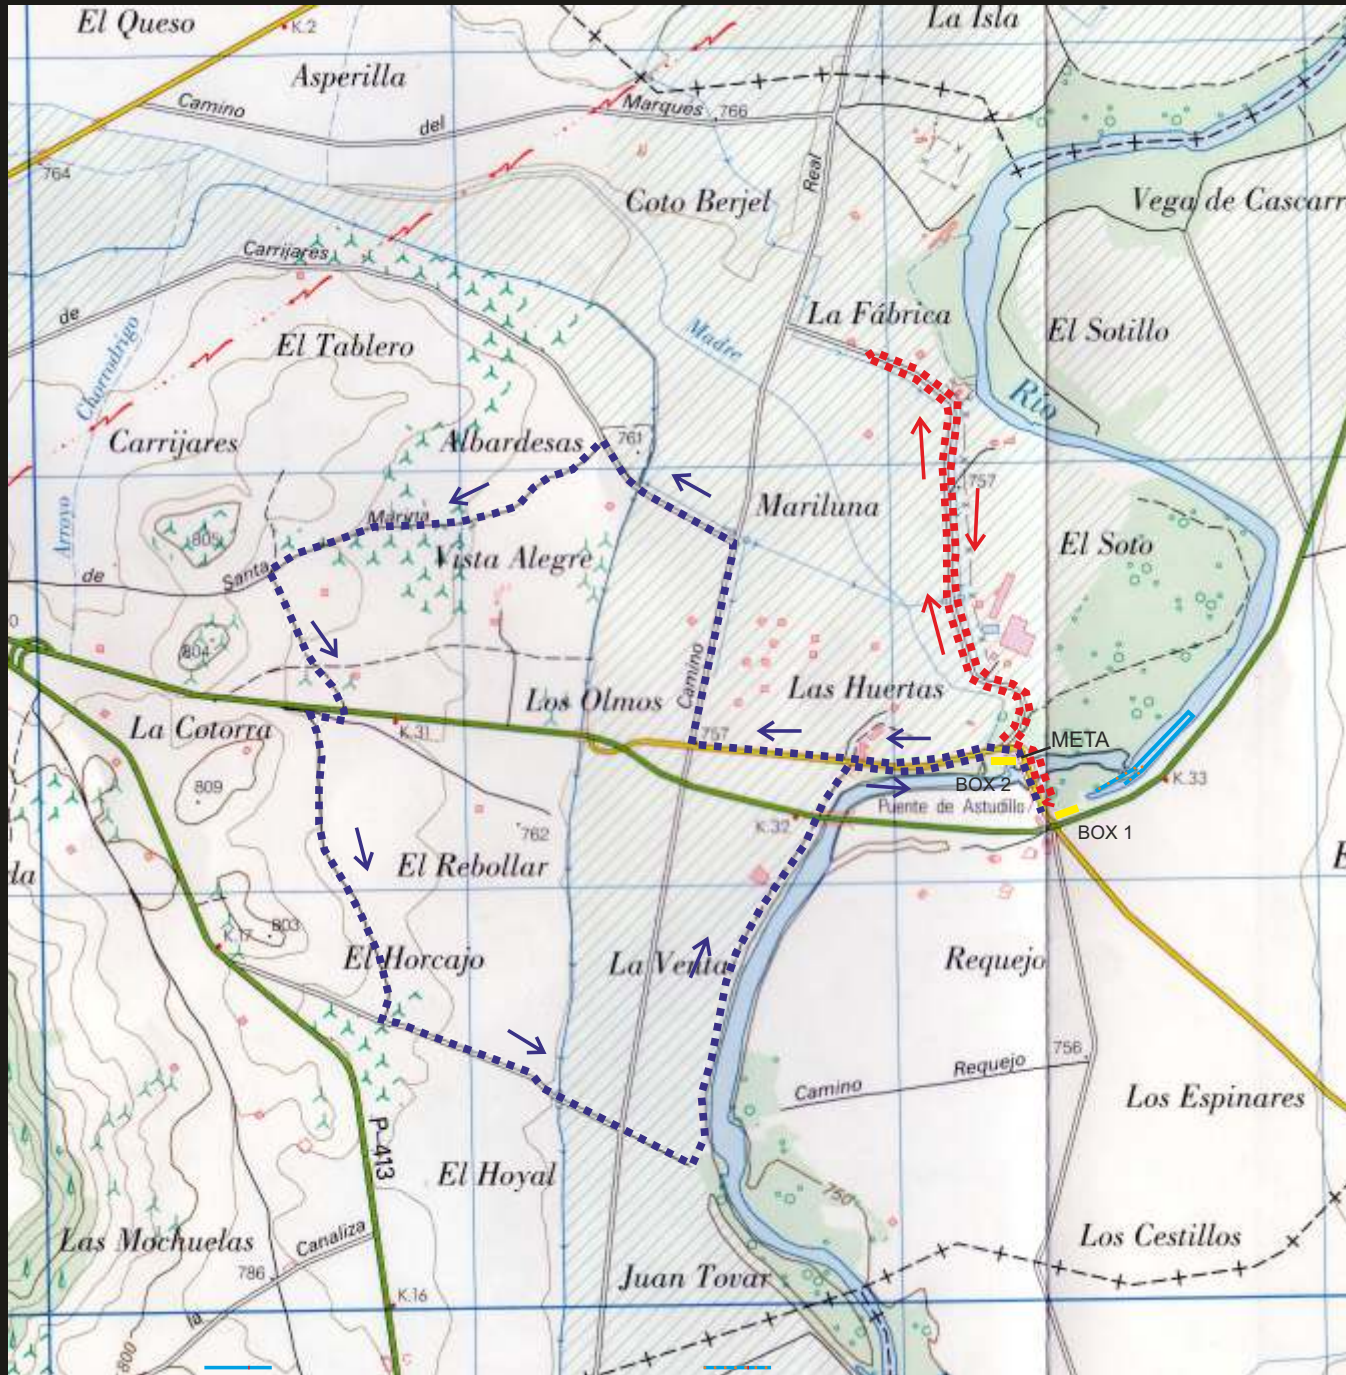 El Queso
K.2
La Isla
Asperilla
Camino
del
Marques
766
764
Real
Coto Berjel
Vega de Cascarr
Carrijares
de
Chorrodrigo
El Tablero
Madre
La Fábrica
El Sotillo
Río
Carrijares
Albardesas
761
757
Arroyo
805
Marina
Mariluna
Vista Alegre
El Soto
de
Santa
804
Camino
Los Olmos
Las Huertas
La Cotorra
K.31
757
META
BOX 2
K.33
809
Puente de Astudillo
762
K.32
BOX 1
da
El Rebollar
E
K.17
803
El Horcajo
La Venta
Requejo
756
Camino
Requejo
Los Espinares
P-413
El Hoyal
750
Las Mochuelas
Canaliza
Los Cestillos
786
Juan Tovar
la
K.16
800